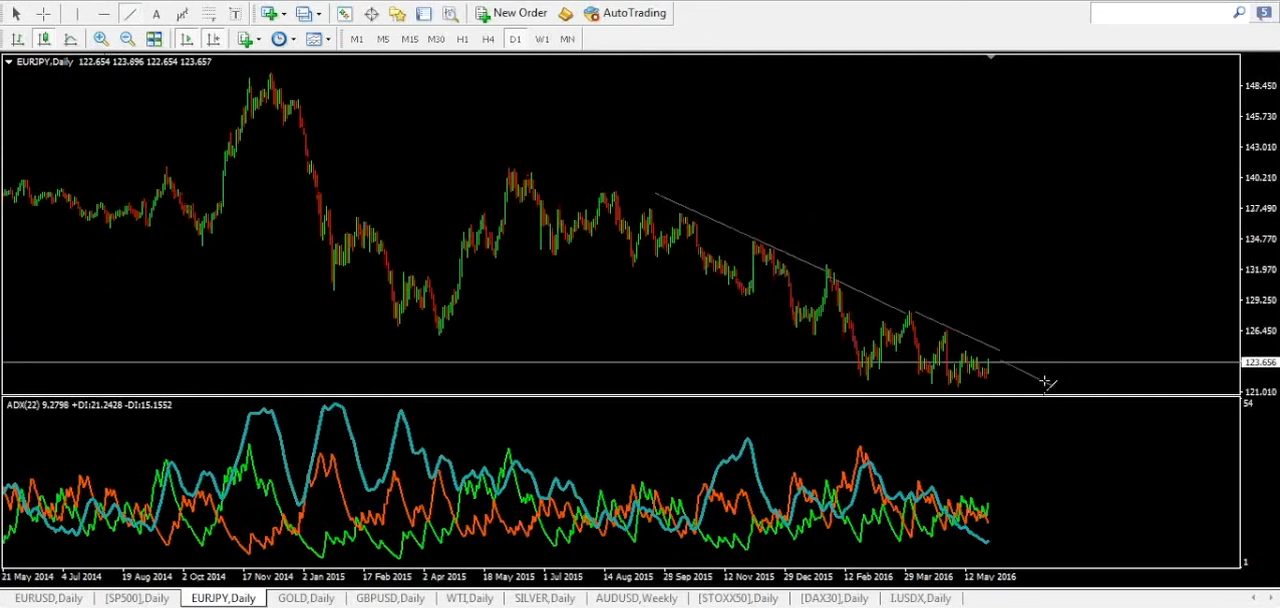 A T New Order AutoTrading 5
M1 M5 M15 M30 H1 H4 D1 W1 MN
EURJPY,Daily 122.654 123.696 122.654 123.657
148.450
145.730
143.010
140.210
137.490
134.770
131.970
129.250
126.450
123.656
121.010
ADX(22) 9.2798 +DI:21.2428 -DI:15.1552
54
1
21 May 2014 4 Jul 2014 19 Aug 2014 2 Oct 2014 17 Nov 2014 2 Jan 2015 17 Feb 2015 2 Apr 2015 18 May 2015 1 Jul 2015 14 Aug 2015 29 Sep 2015 12 Nov 2015 29 Dec 2015 12 Feb 2016 29 Mar 2016 12 May 2016
EURUSD,Daily [SP500],Daily EURJPY,Daily GOLD,Daily GBPUSD,Daily WTI,Daily SILVER,Daily AUDUSD,Weekly [STOXX50],Daily [DAX30],Daily I.USDX,Daily